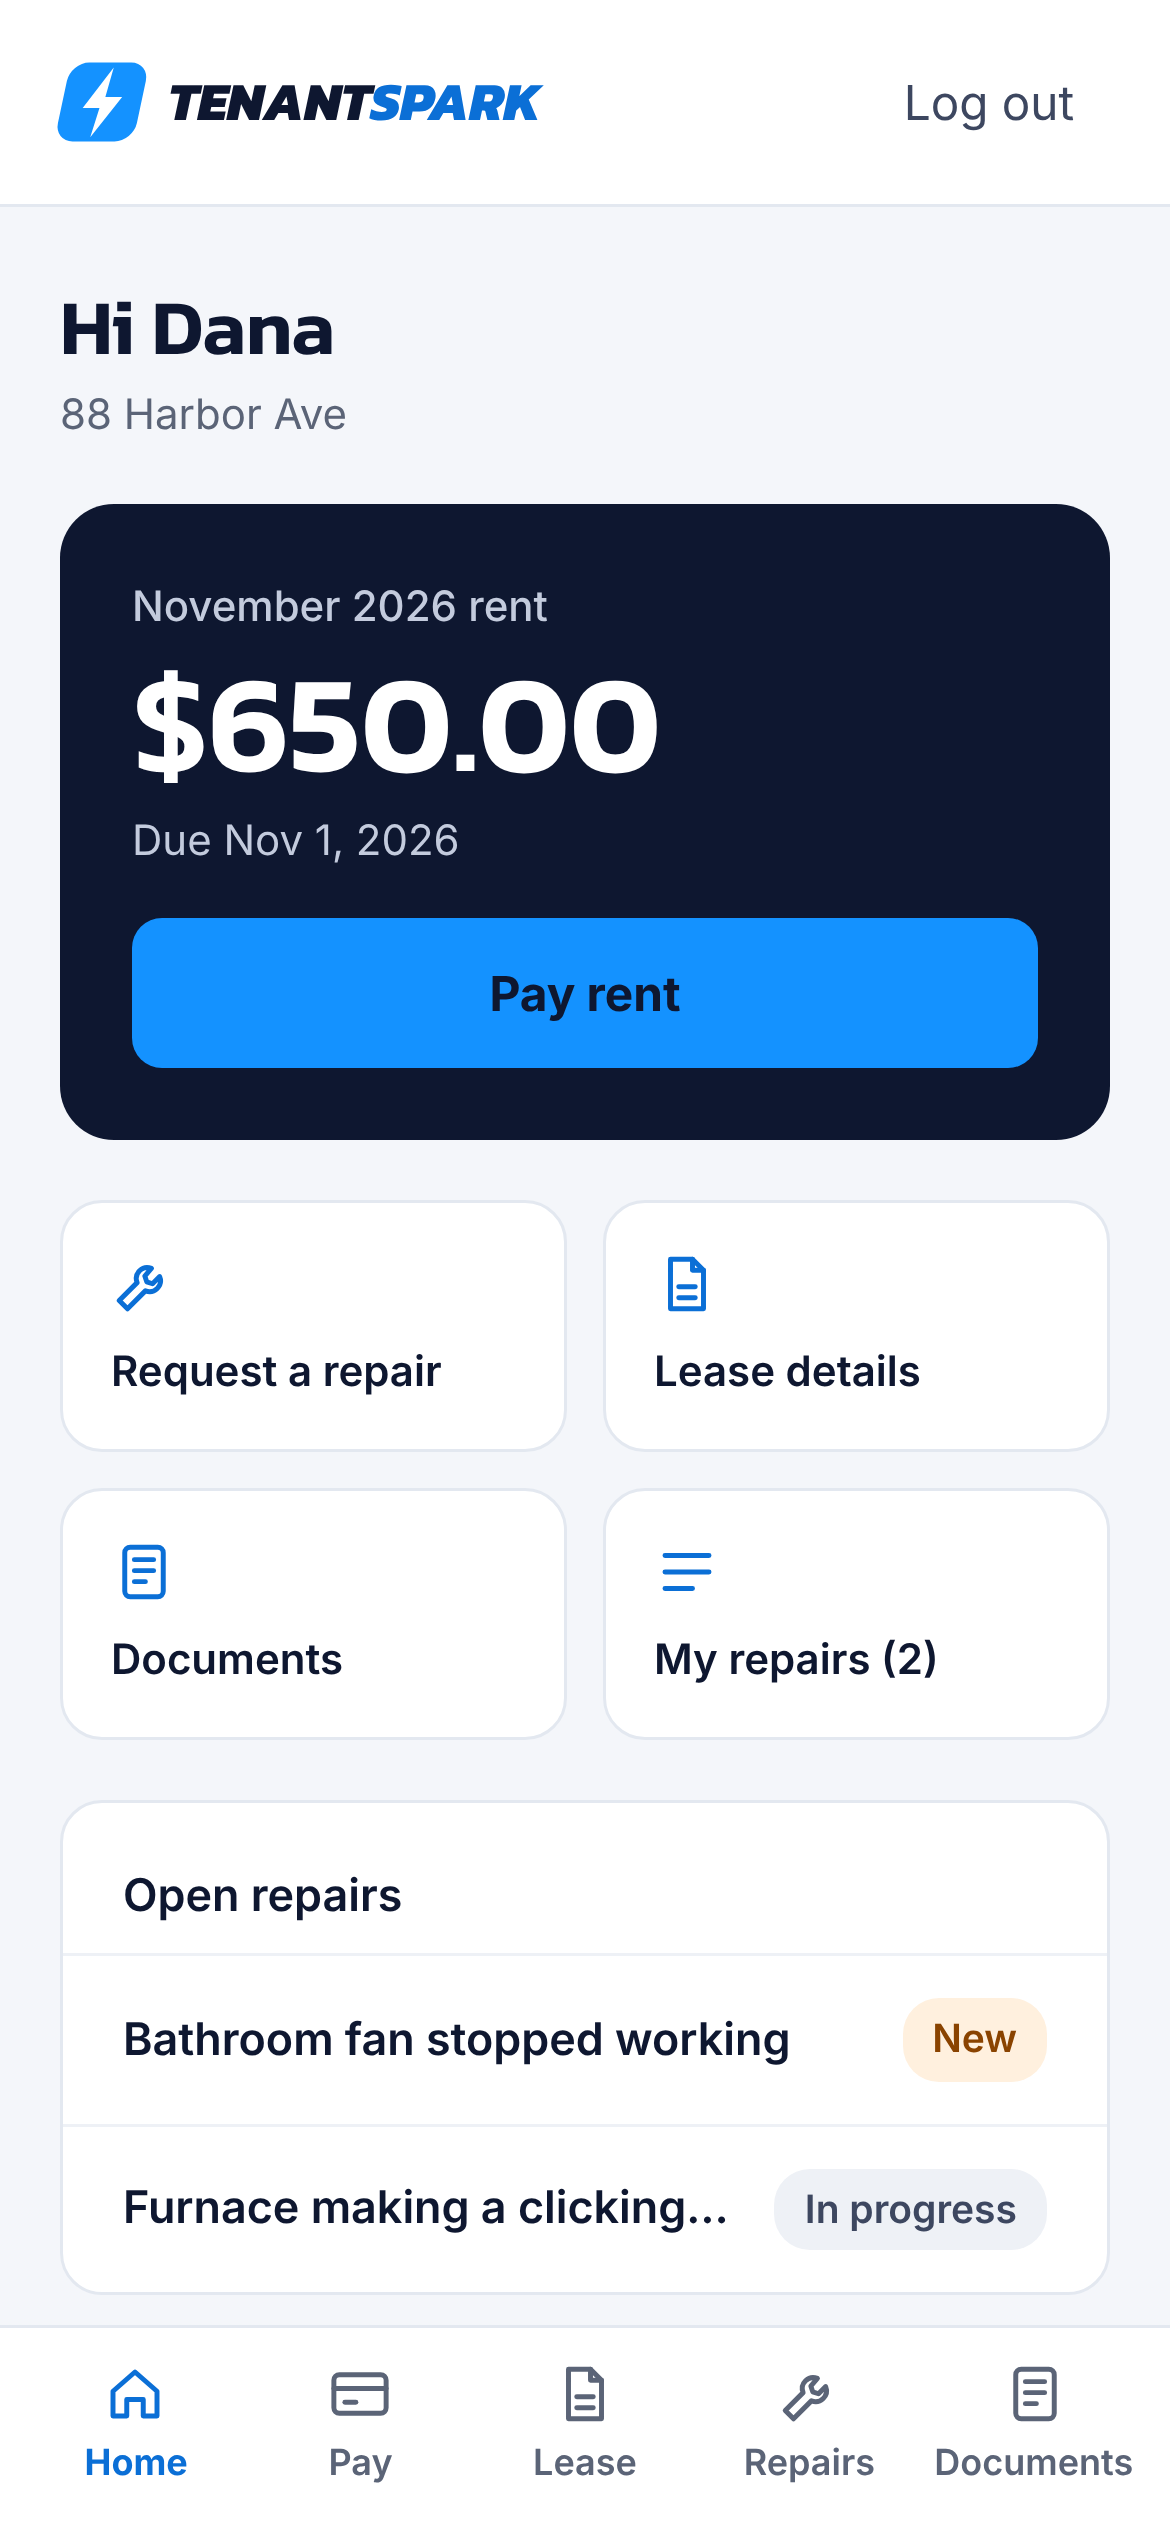 TENANTSPARK
Log out
Hi Dana
88 Harbor Ave
November 2026 rent
$650.00
Due Nov 1, 2026
Pay rent
Request a repair
Lease details
Documents
My repairs (2)
Open repairs
Bathroom fan stopped working
New
Furnace making a clicking...
In progress
Home
Pay
Lease
Repairs
Documents